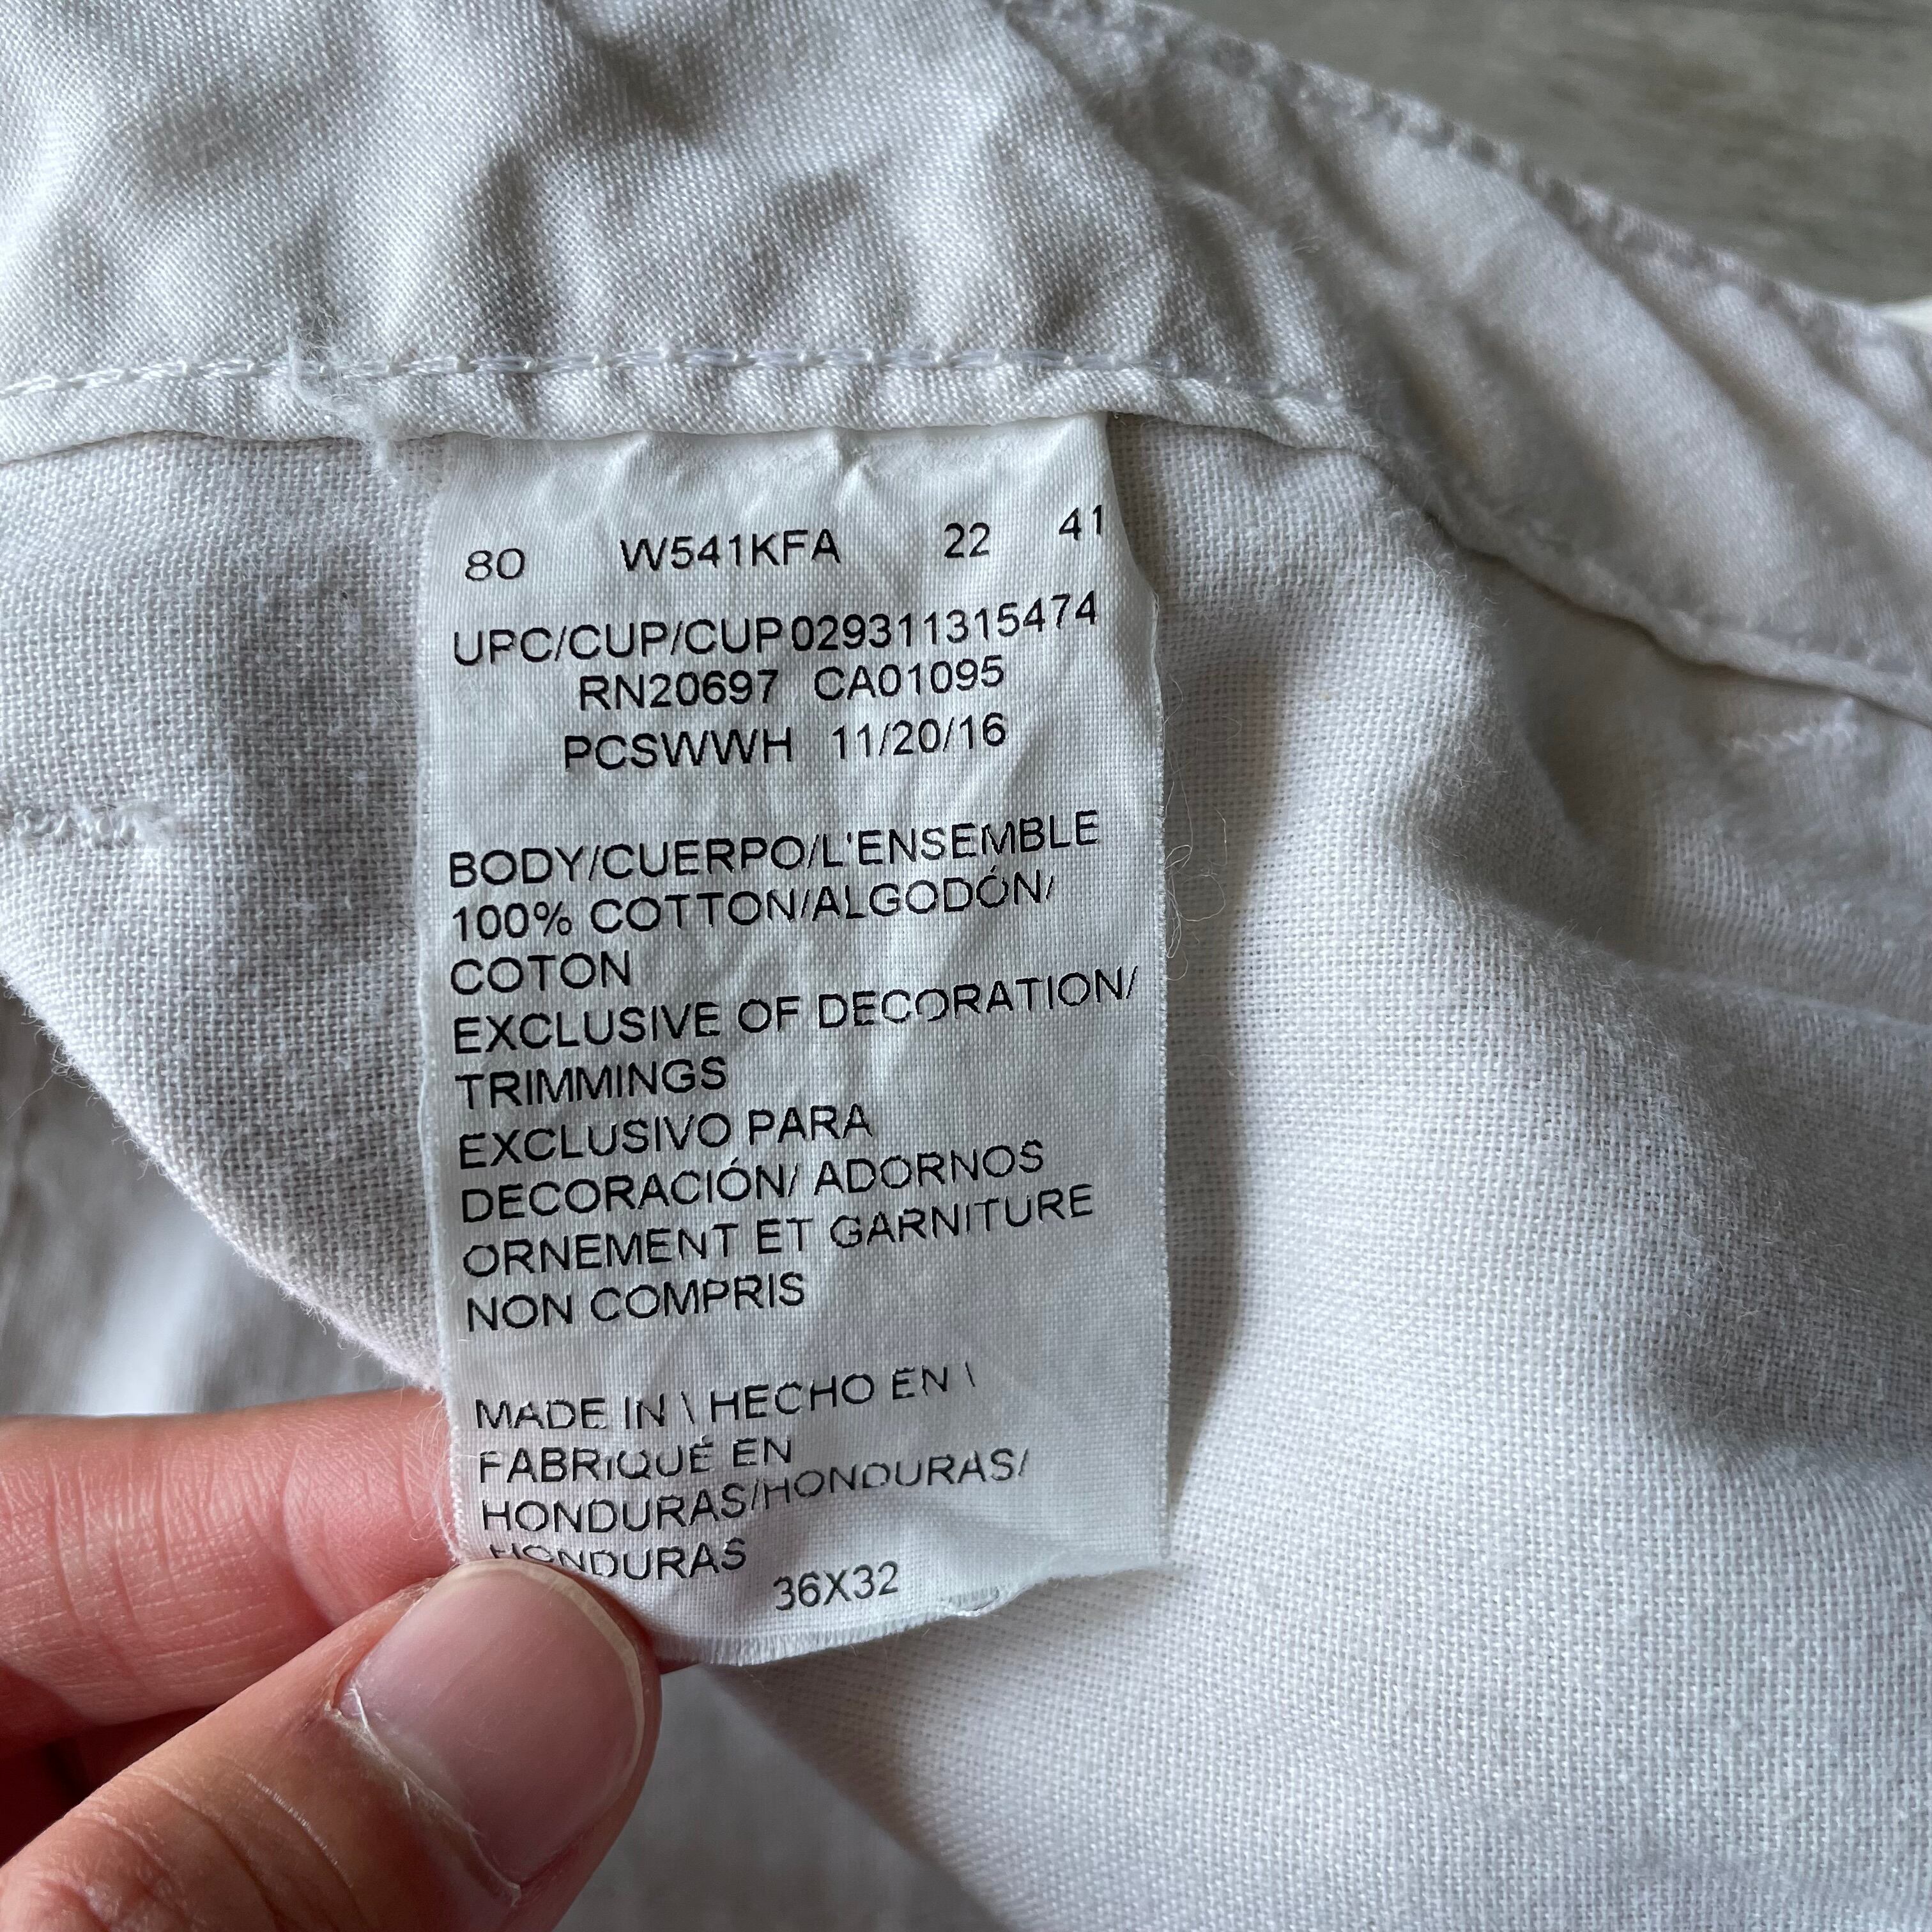 80 W541KFA 22 41
UPC/CUP/CUP 029311315474
RN20697 CA01095
PCSWWH 11/20/16
BODY/CUERPO/L'ENSEMBLE
100% COTTON/ALGODÓN/
COTON
EXCLUSIVE OF DECORATION/
TRIMMINGS
EXCLUSIVO PARA
DECORACIÓN/ ADORNOS
ORNEMENT ET GARNITURE
NON COMPRIS
MADE IN \ HECHO EN \
FABRIQUÉ EN
HONDURAS/HONDURAS/
HONDURAS
36X32